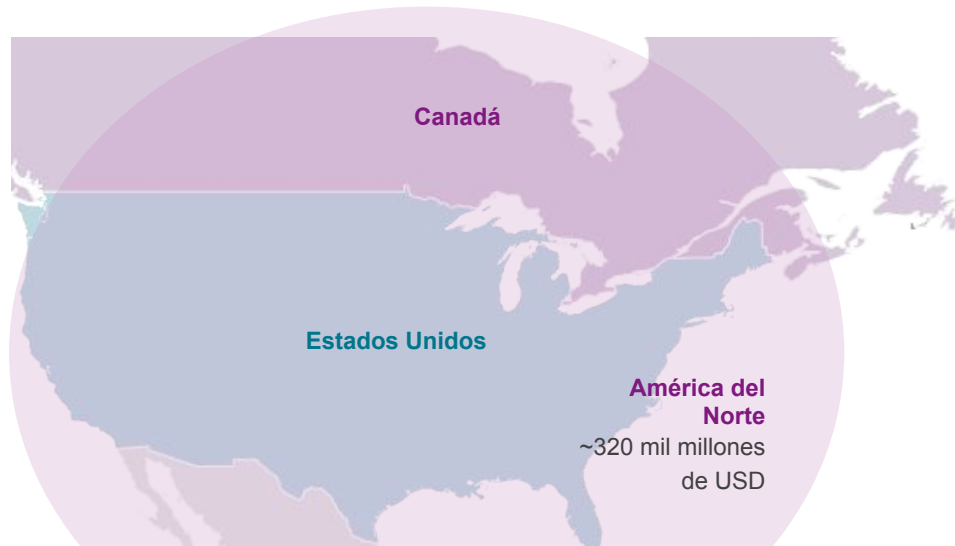 Canadá
Estados Unidos
América del
Norte
~320 mil millones
de USD